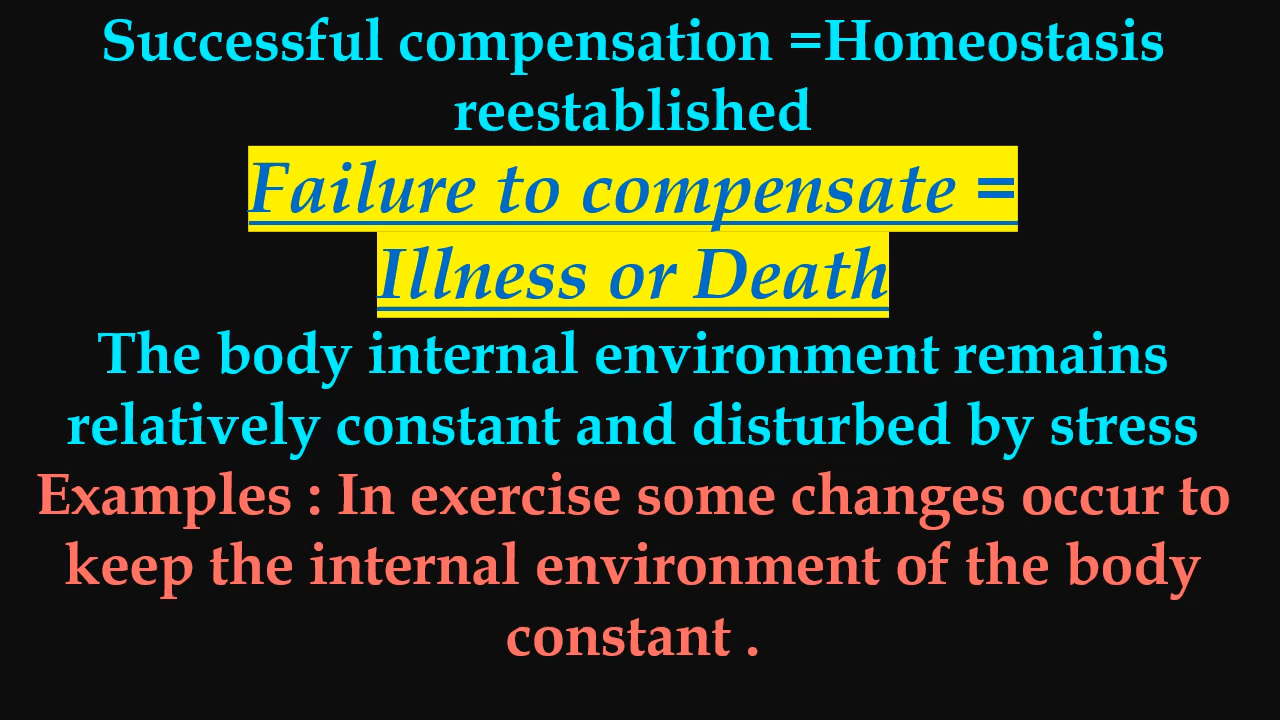 Successful compensation =Homeostasis
reestablished
Failure to compensate =
Illness or Death
The body internal environment remains
relatively constant and disturbed by stress
Examples : In exercise some changes occur to
keep the internal environment of the body
constant .